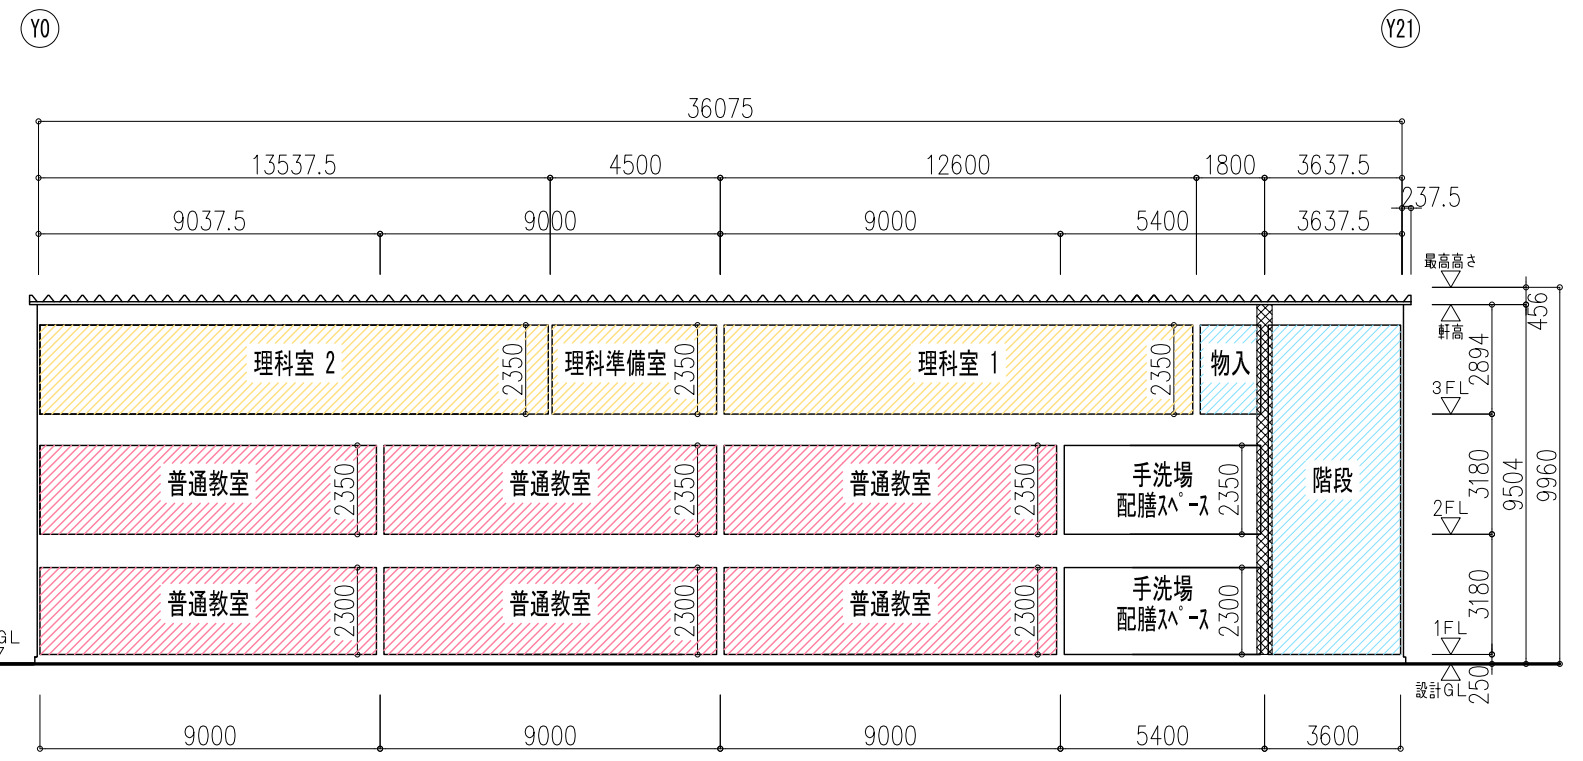 Y0
Y21
36075
13537.5
4500
12600
1800
3637.5
237.5
9037.5
9000
9000
5400
3637.5
最高高さ
456
軒高
理科室 2
2350
理科準備室
2350
理科室 1
2350
物入
2894
3FL
普通教室
2350
普通教室
2350
普通教室
2350
手洗場
配膳ｽﾍﾟｰｽ
2350
階段
3180
9504
9960
2FL
普通教室
2300
普通教室
2300
普通教室
2300
手洗場
配膳ｽﾍﾟｰｽ
2300
3180
GL
1FL
設計GL
250
9000
9000
9000
5400
3600